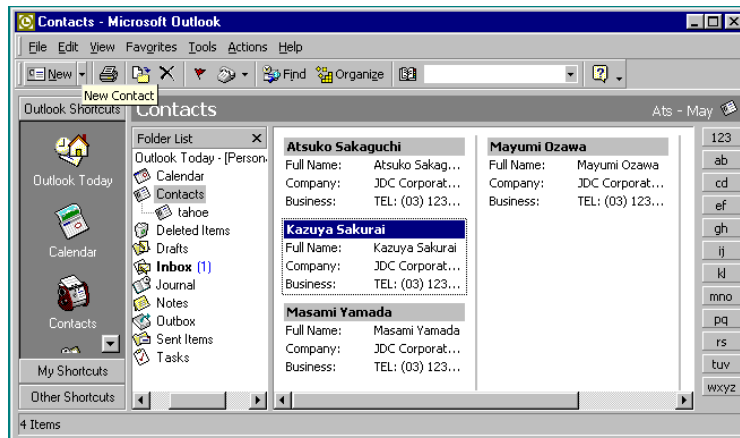 Contacts - Microsoft Outlook
File Edit View Favorites Tools Actions Help
New Find Organize
New Contact
Outlook Shortcuts
Outlook Today
Calendar
Contacts
My Shortcuts
Other Shortcuts
Contacts
Ats - May
Folder List X
Outlook Today - [Person
Calendar
Contacts
tahoe
Deleted Items
Drafts
Inbox (1)
Journal
Notes
Outbox
Sent Items
Tasks
Atsuko Sakaguchi
Full Name: Atsuko Sakag...
Company: JDC Corporat...
Business: TEL: (03) 123...
Kazuya Sakurai
Full Name: Kazuya Sakurai
Company: JDC Corporat...
Business: TEL: (03) 123...
Masami Yamada
Full Name: Masami Yamada
Company: JDC Corporat...
Business: TEL: (03) 123...
Mayumi Ozawa
Full Name: Mayumi Ozawa
Company: JDC Corporat...
Business: TEL: (03) 123...
123
ab
cd
ef
gh
ij
kl
mno
pq
rs
tuv
wxyz
4 Items